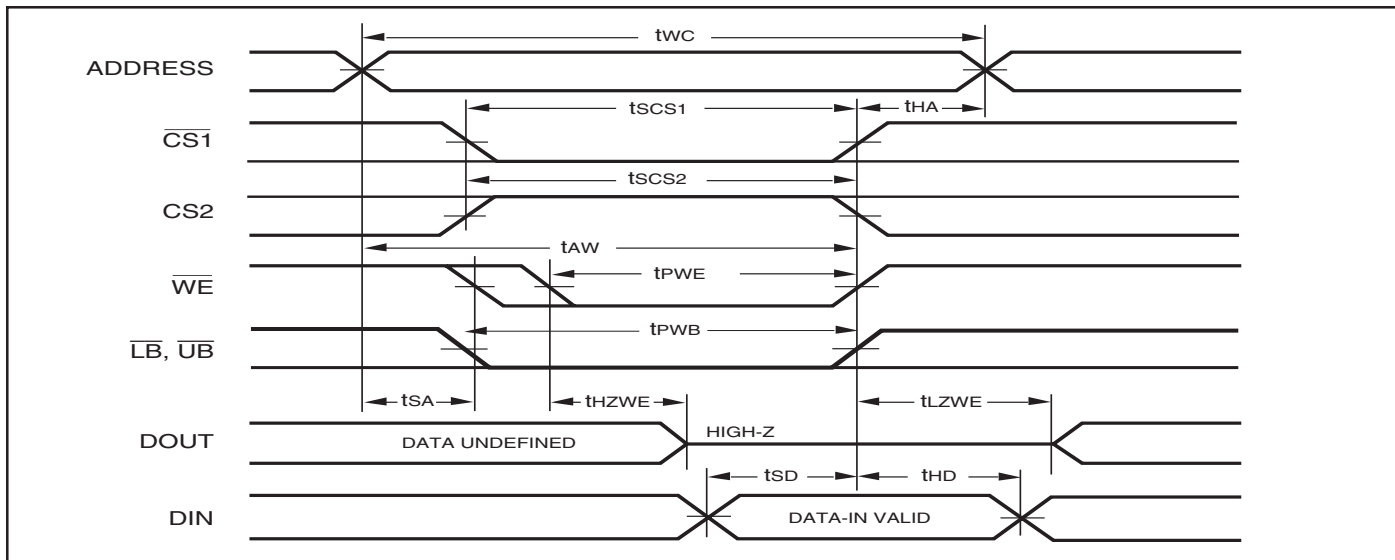 tWC
ADDRESS
tSCS1
tHA
CS1
tSCS2
CS2
tAW
WE
tPWE
tPWB
LB, UB
tSA
tHZWE
tLZWE
DOUT
DATA UNDEFINED
HIGH-Z
tSD
tHD
DIN
DATA-IN VALID